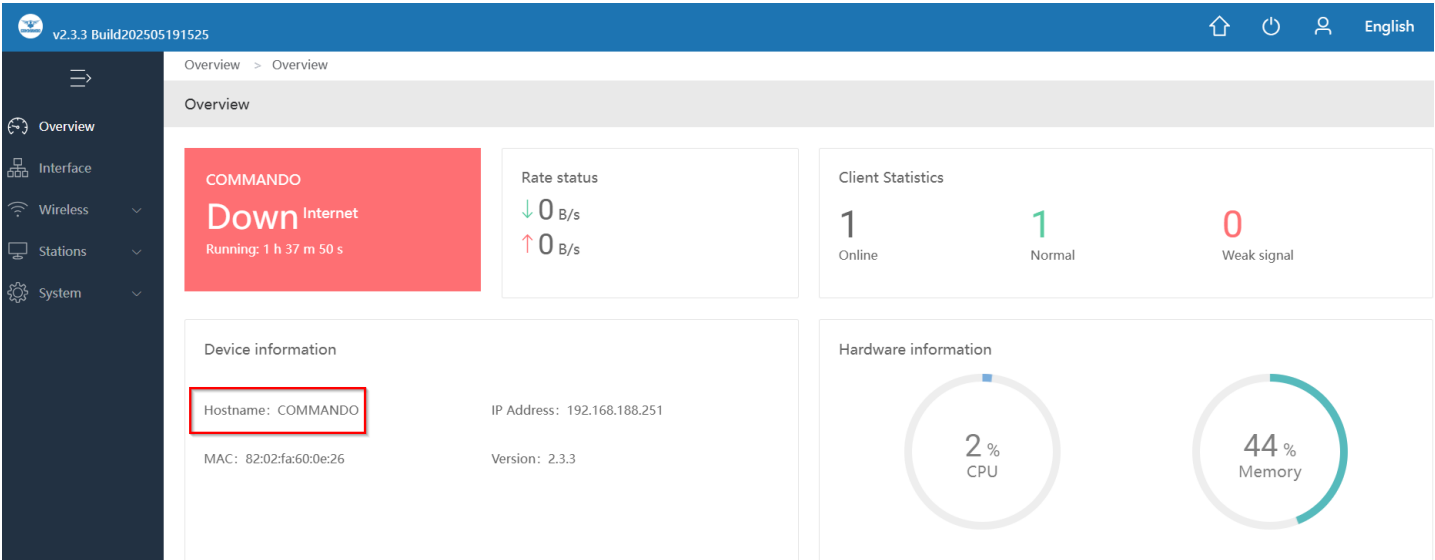 v2.3.3 Build202505191525
English
Overview > Overview
Overview
Overview
Interface
Wireless
Stations
System
COMMANDO
Down Internet
Running: 1 h 37 m 50 s
Rate status
↓ 0 B/s
↑ 0 B/s
Client Statistics
1 1 0
Online Normal Weak signal
Device information
Hostname: COMMANDO IP Address: 192.168.188.251
MAC: 82:02:fa:60:0e:26 Version: 2.3.3
Hardware information
2 %
CPU
44 %
Memory